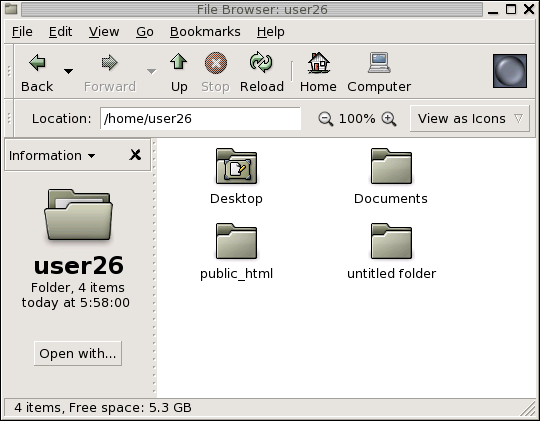 File Browser: user26
File Edit View Go Bookmarks Help
Back Forward Up Stop Reload Home Computer
Location: /home/user26 100% View as Icons
Information
Desktop Documents
user26
Folder, 4 items
today at 5:58:00
public_html untitled folder
Open with...
4 items, Free space: 5.3 GB